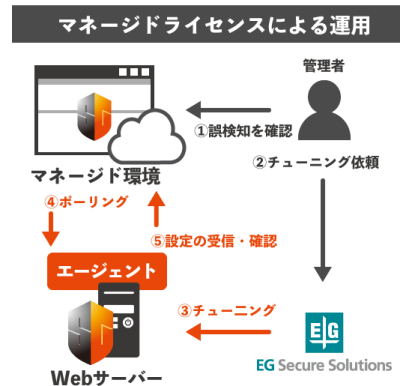 マネージドライセンスによる運用
管理者
①誤検知を確認
②チューニング依頼
マネージド環境
④ポーリング
⑤設定の受信・確認
エージェント
③チューニング
EG
EG Secure Solutions
Webサーバー